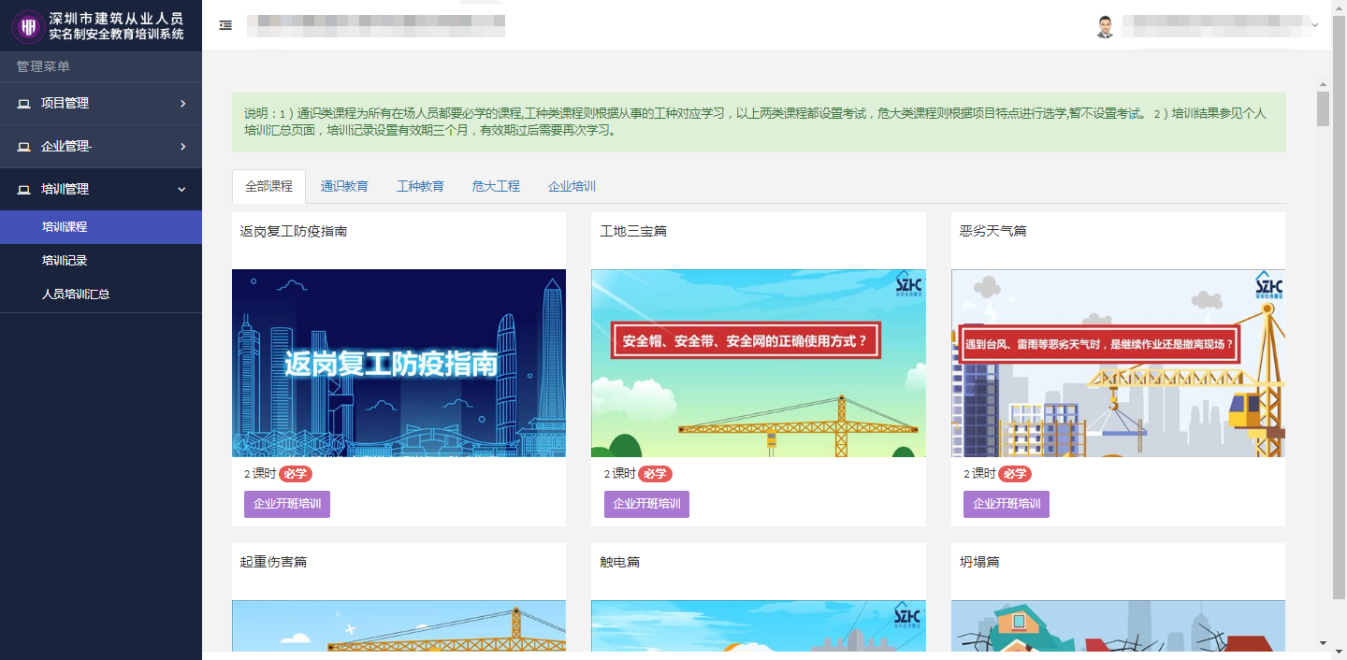 深圳市建筑从业人员
实名制安全教育培训系统
管理菜单
项目管理
企业管理
培训管理
培训课程
培训记录
人员培训汇总
说明：1）通识类课程为所有在场人员都要必学的课程,工种类课程则根据从事的工种对应学习，以上两类课程都设置考试，危大类课程则根据项目特点进行选学,暂不设置考试。 2）培训结果参见个人
培训汇总页面，培训记录设置有效期三个月，有效期过后需要再次学习。
全部课程 通识教育 工种教育 危大工程 企业培训
返岗复工防疫指南
返岗复工防疫指南
2 课时 必学
企业开班培训
工地三宝篇
SZHC
安全帽、安全带、安全网的正确使用方式？
2 课时 必学
企业开班培训
恶劣天气篇
SZHC
遇到台风、雷雨等恶劣天气时，是继续作业还是撤离现场？
2 课时 必学
企业开班培训
起重伤害篇
触电篇
SZHC
坍塌篇